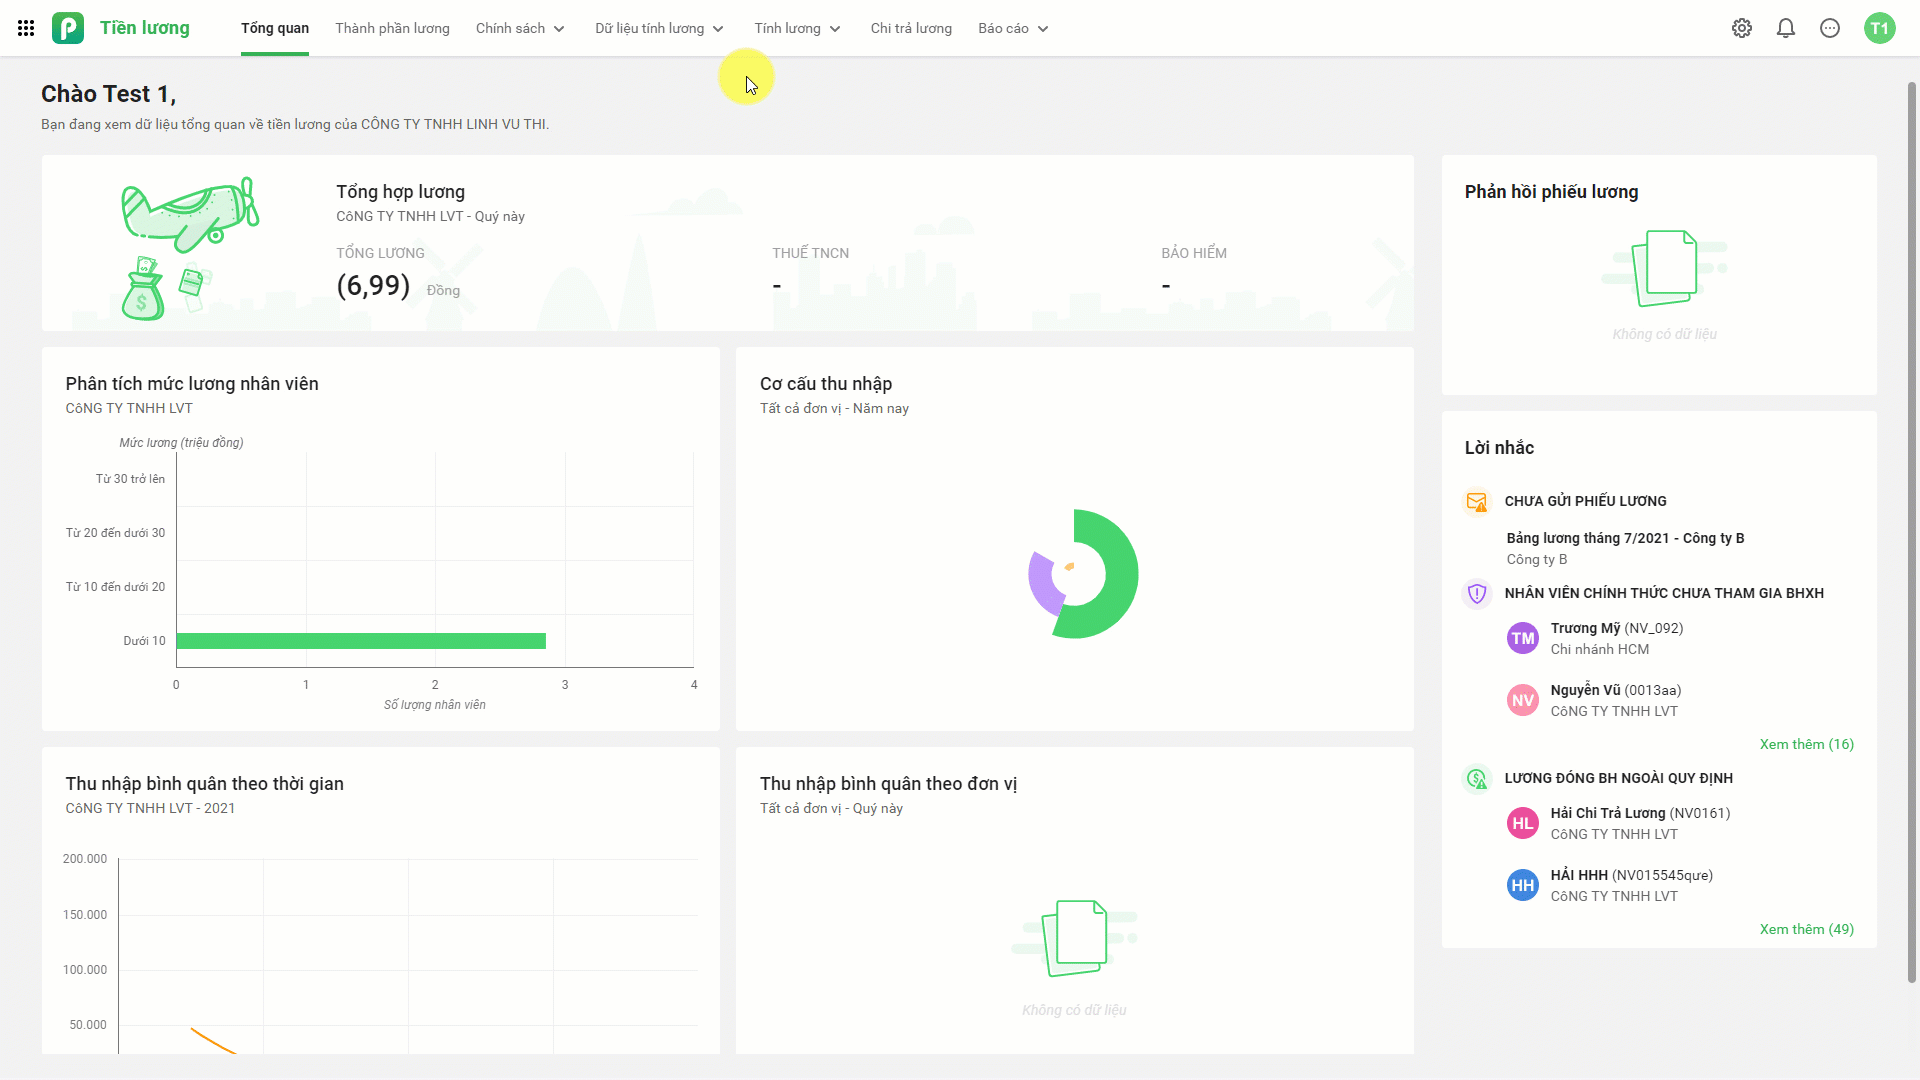 Tiền lương
Tổng quan Thành phần lương Chính sách Dữ liệu tính lương Tính lương Chi trả lương Báo cáo
T1
Chào Test 1,
Bạn đang xem dữ liệu tổng quan về tiền lương của CÔNG TY TNHH LINH VU THI.
Tổng hợp lương
CôNG TY TNHH LVT - Quý này
TỔNG LƯƠNG THUẾ TNCN BẢO HIỂM
(6,99) Đồng - -
Phân tích mức lương nhân viên
CôNG TY TNHH LVT
Mức lương (triệu đồng)
Từ 30 trở lên
Từ 20 đến dưới 30
Từ 10 đến dưới 20
Dưới 10
0 1 2 3 4
Số lượng nhân viên
Cơ cấu thu nhập
Tất cả đơn vị - Năm nay
Thu nhập bình quân theo thời gian
CôNG TY TNHH LVT - 2021
200.000
150.000
100.000
50.000
Thu nhập bình quân theo đơn vị
Tất cả đơn vị - Quý này
Không có dữ liệu
Phản hồi phiếu lương
Không có dữ liệu
Lời nhắc
CHƯA GỬI PHIẾU LƯƠNG
Bảng lương tháng 7/2021 - Công ty B
Công ty B
NHÂN VIÊN CHÍNH THỨC CHƯA THAM GIA BHXH
TM Trương Mỹ (NV_092)
Chi nhánh HCM
NV Nguyễn Vũ (0013aa)
CôNG TY TNHH LVT
Xem thêm (16)
LƯƠNG ĐÓNG BH NGOÀI QUY ĐỊNH
HL Hải Chi Trả Lương (NV0161)
CôNG TY TNHH LVT
HH HẢI HHH (NV015545qưe)
CôNG TY TNHH LVT
Xem thêm (49)